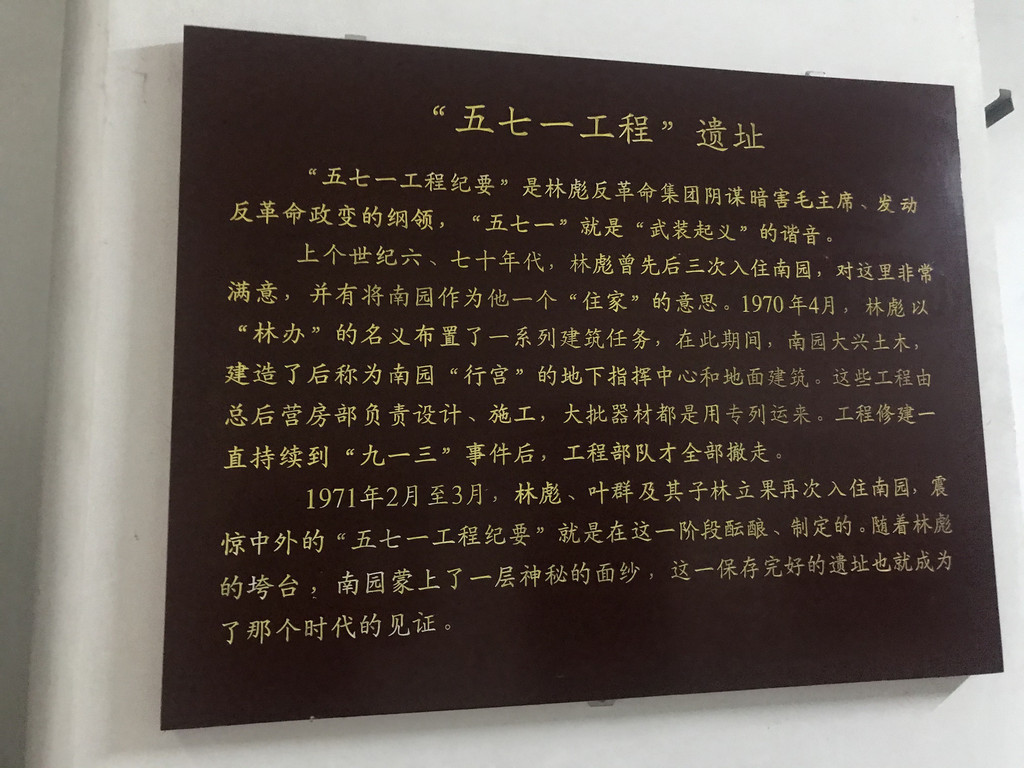 “五七一工程”遗址
“五七一工程纪要”是林彪反革命集团阴谋暗害毛主席、发动
反革命政变的纲领，“五七一”就是“武装起义”的谐音。
上个世纪六、七十年代，林彪曾先后三次入住南园，对这里非常
满意，并有将南园作为他一个“住家”的意思。1970年4月，林彪以
“林办”的名义布置了一系列建筑任务，在此期间，南园大兴土木，
建造了后称为南园“行宫”的地下指挥中心和地面建筑。这些工程由
总后营房部负责设计、施工，大批器材都是用专列运来。工程修建一
直持续到“九一三”事件后，工程部队才全部撤走。
1971年2月至3月，林彪、叶群及其子林立果再次入住南园，震
惊中外的“五七一工程纪要”就是在这一阶段酝酿、制定的。随着林彪
的垮台，南园蒙上了一层神秘的面纱，这一保存完好的遗址也就成为
了那个时代的见证。